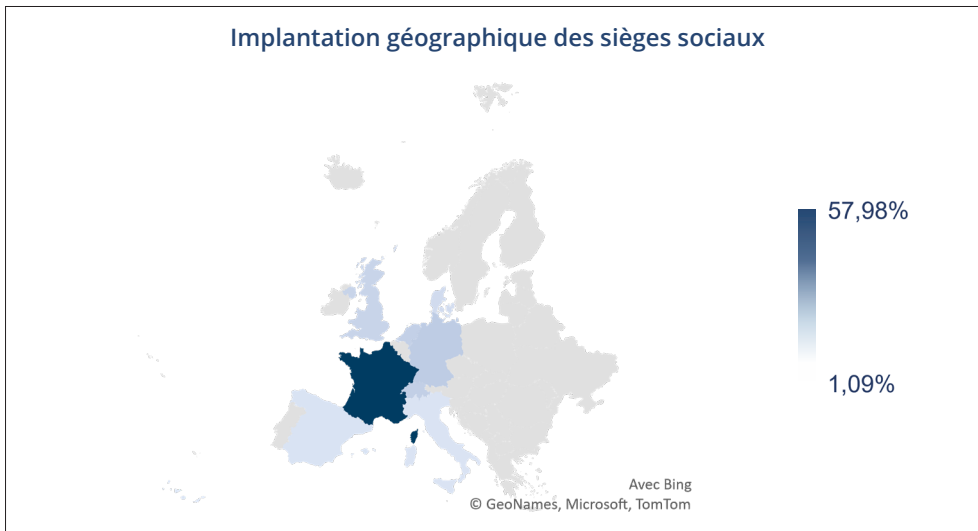 Implantation géographique des sièges sociaux
57,98%
1,09%
Avec Bing
© GeoNames, Microsoft, TomTom